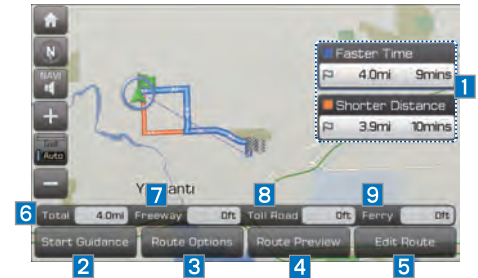 N
NAVI
+
Auto
−
Faster Time
4.0mi 9mins
1
Shorter Distance
3.9mi 10mins
Y anti
7 8 9
6 Total 4.0mi Freeway 0ft Toll Road 0ft Ferry 0ft
Start Guidance Route Options Route Preview Edit Route
2 3 4 5